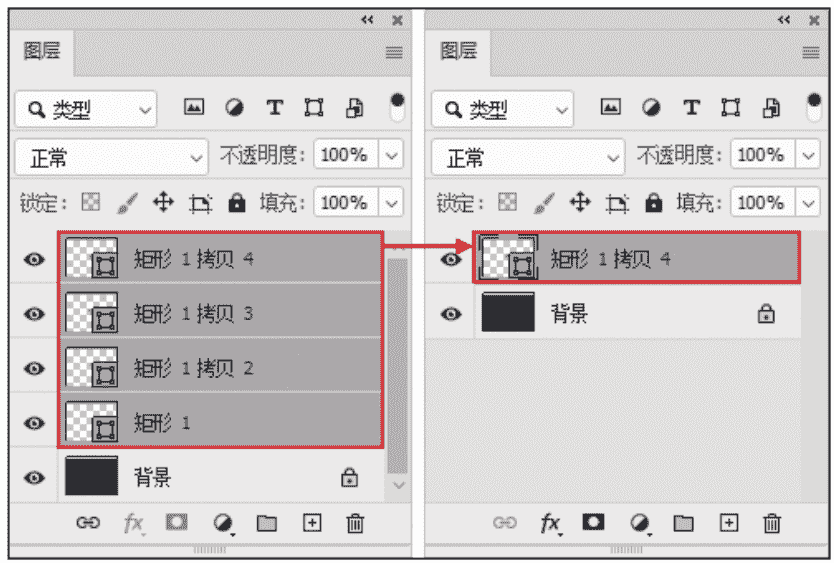 图层
类型
正常 不透明度: 100%
锁定: 填充: 100%
矩形 1 拷贝 4
矩形 1 拷贝 3
矩形 1 拷贝 2
矩形 1
背景
fx
图层
类型
正常 不透明度: 100%
锁定: 填充: 100%
矩形 1 拷贝 4
背景
fx